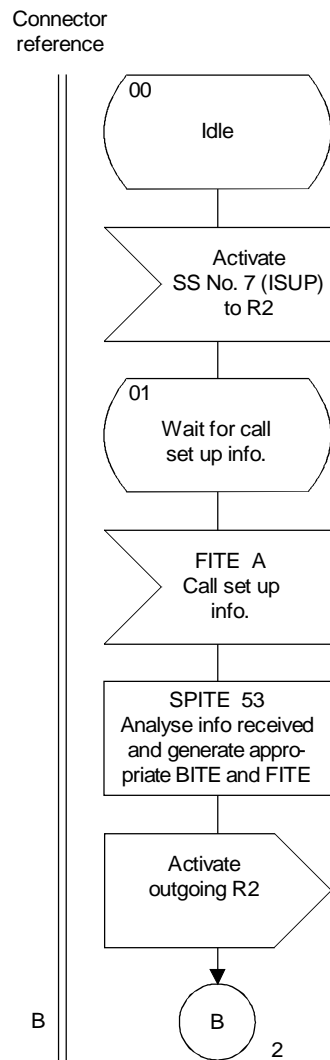 Connector
reference
00
Idle
Activate
SS No. 7 (ISUP)
to R2
01
Wait for call
set up info.
FITE A
Call set up
info.
SPITE 53
Analyse info received
and generate appro-
priate BITE and FITE
Activate
outgoing R2
B
B
2